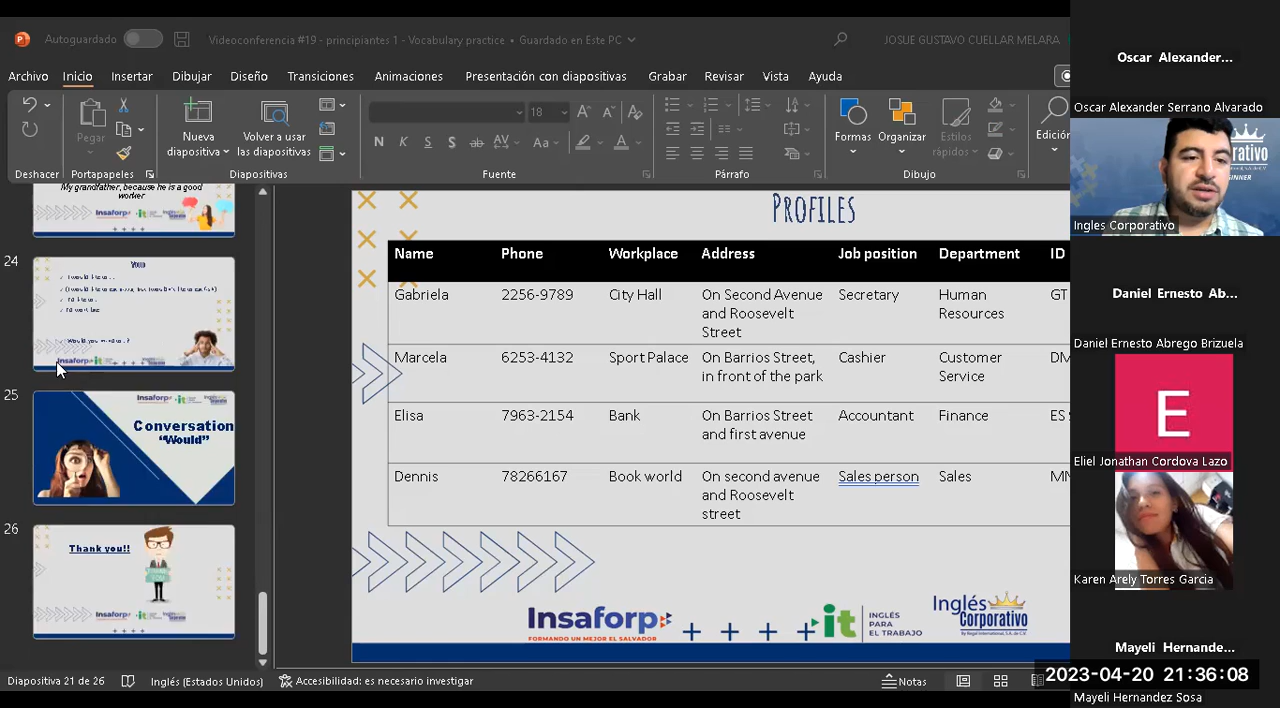 Autoguardado
Videoconferencia #19 - principiantes 1 - Vocabulary practice • Guardado en Este PC
JOSUE GUSTAVO CUELLAR MELARA
Archivo Inicio Insertar Dibujar Diseño Transiciones Animaciones Presentación con diapositivas Grabar Revisar Vista Ayuda
Pegar
Nueva diapositiva
Volver a usar las diapositivas
18
N K S S ab AV Aa A
Formas Organizar Estilos rápidos Edición
Deshacer Portapapeles Diapositivas Fuente Párrafo Dibujo
My grandfather, because he is a good
worker
Insaforp
24
Insaforp
25
Insaforp
Conversation
"Would"
26
Thank you!!
Insaforp
Profiles
Name Phone Workplace Address Job position Department ID
Gabriela 2256-9789 City Hall On Second Avenue and Roosevelt Street Secretary Human Resources GT
Marcela 6253-4132 Sport Palace On Barrios Street, in front of the park Cashier Customer Service DM
Elisa 7963-2154 Bank On Barrios Street and first avenue Accountant Finance ES
Dennis 78266167 Book world On second avenue and Roosevelt street Sales person Sales MM
Insaforp
FORMANDO UN MEJOR EL SALVADOR
it
INGLÉS
PARA
EL TRABAJO
Inglés
Corporativo
Diapositiva 21 de 26 Inglés (Estados Unidos) Accesibilidad: es necesario investigar Notas
Oscar Alexander...
Oscar Alexander Serrano Alvarado
Ingles Corporativo
Daniel Ernesto Ab...
Daniel Ernesto Abrego Brizuela
E
Eliel Jonathan Cordova Lazo
Karen Arely Torres Garcia
Mayeli Hernande...
2023-04-20 21:36:08
Mayeli Hernandez Sosa